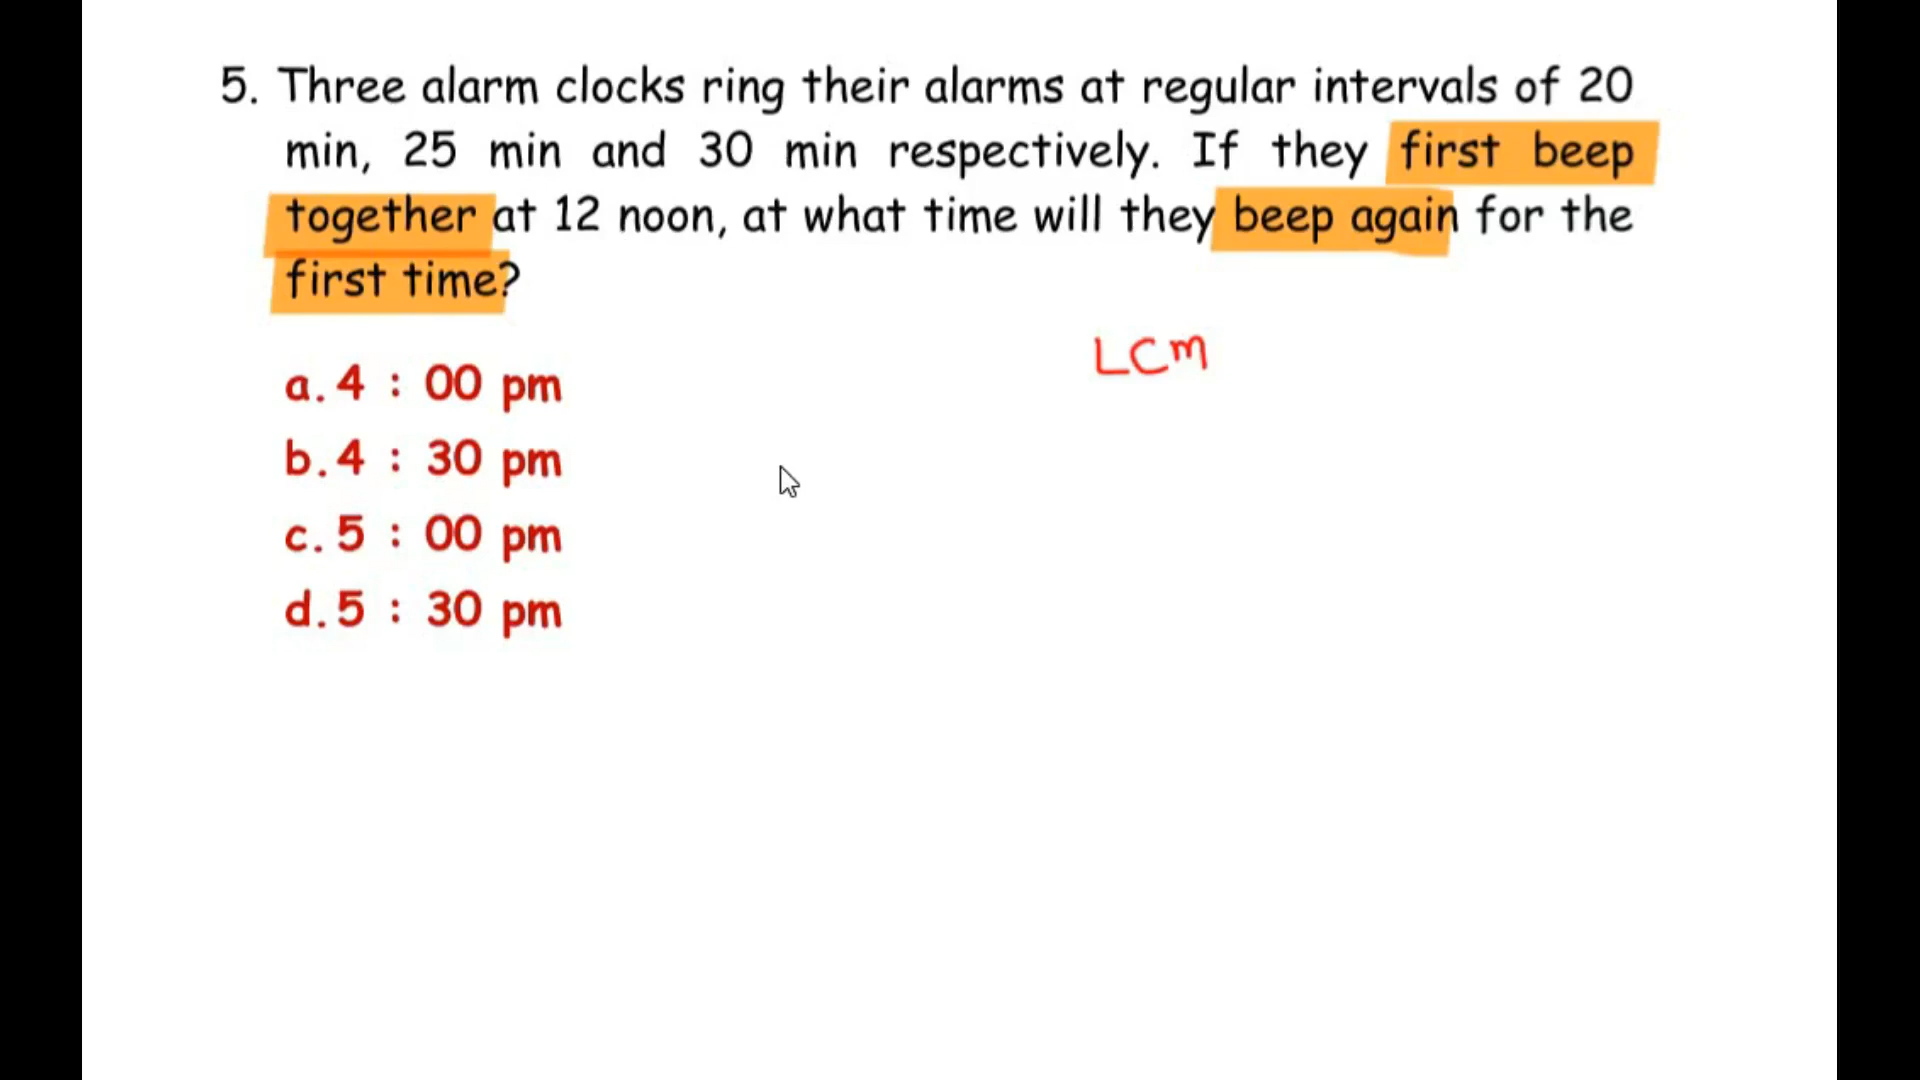 5. Three alarm clocks ring their alarms at regular intervals of 20
min, 25 min and 30 min respectively. If they first beep
together at 12 noon, at what time will they beep again for the
first time?
LCM
a. 4 : 00 pm
b. 4 : 30 pm
c. 5 : 00 pm
d. 5 : 30 pm